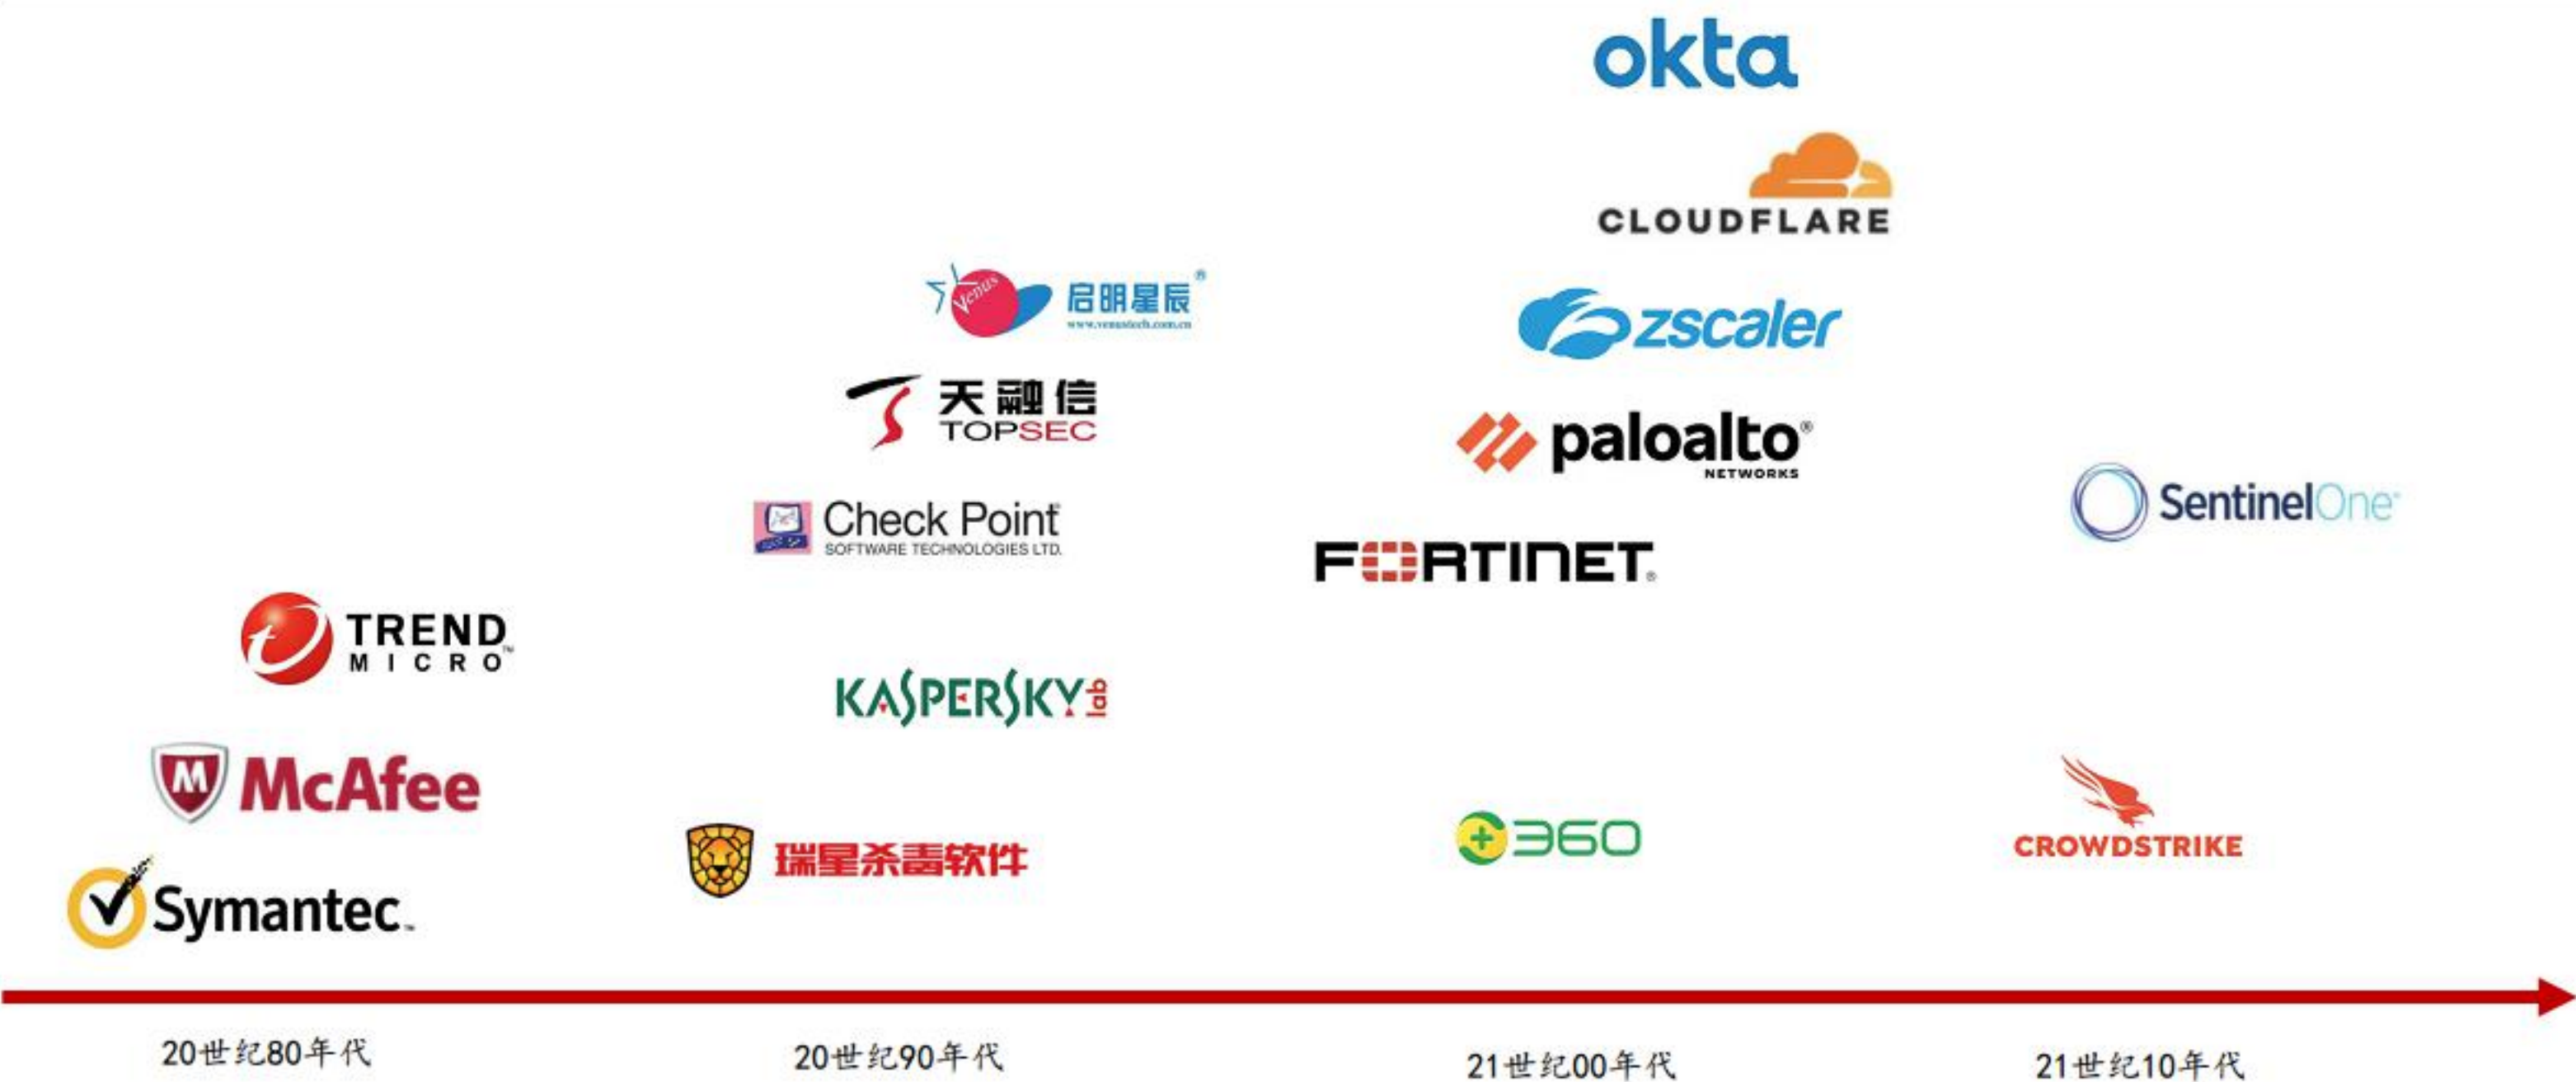 okta
CLOUDFLARE
Venus 启明星辰®
www.venustech.com.cn
zscaler
天融信
TOPSEC
paloalto®
NETWORKS
Check Point
SOFTWARE TECHNOLOGIES LTD.
SentinelOne
FORTINET®
TREND
MICRO™
KASPERSKY lab
M McAfee
360
CROWDSTRIKE
瑞星杀毒软件
Symantec™
20世纪80年代
20世纪90年代
21世纪00年代
21世纪10年代